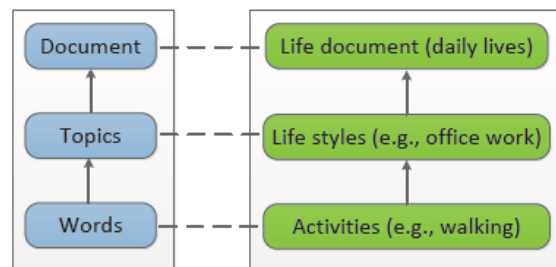 Document
Life document (daily lives)
Topics
Life styles (e.g., office work)
Words
Activities (e.g., walking)